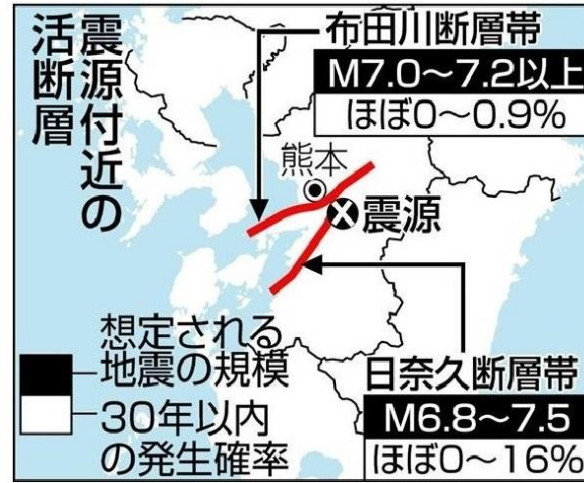 震源付近の
活断層
布田川断層帯
M7.0〜7.2以上
ほぼ0〜0.9%
熊本
震源
想定される
地震の規模
30年以内
の発生確率
日奈久断層帯
M6.8〜7.5
ほぼ0〜16%